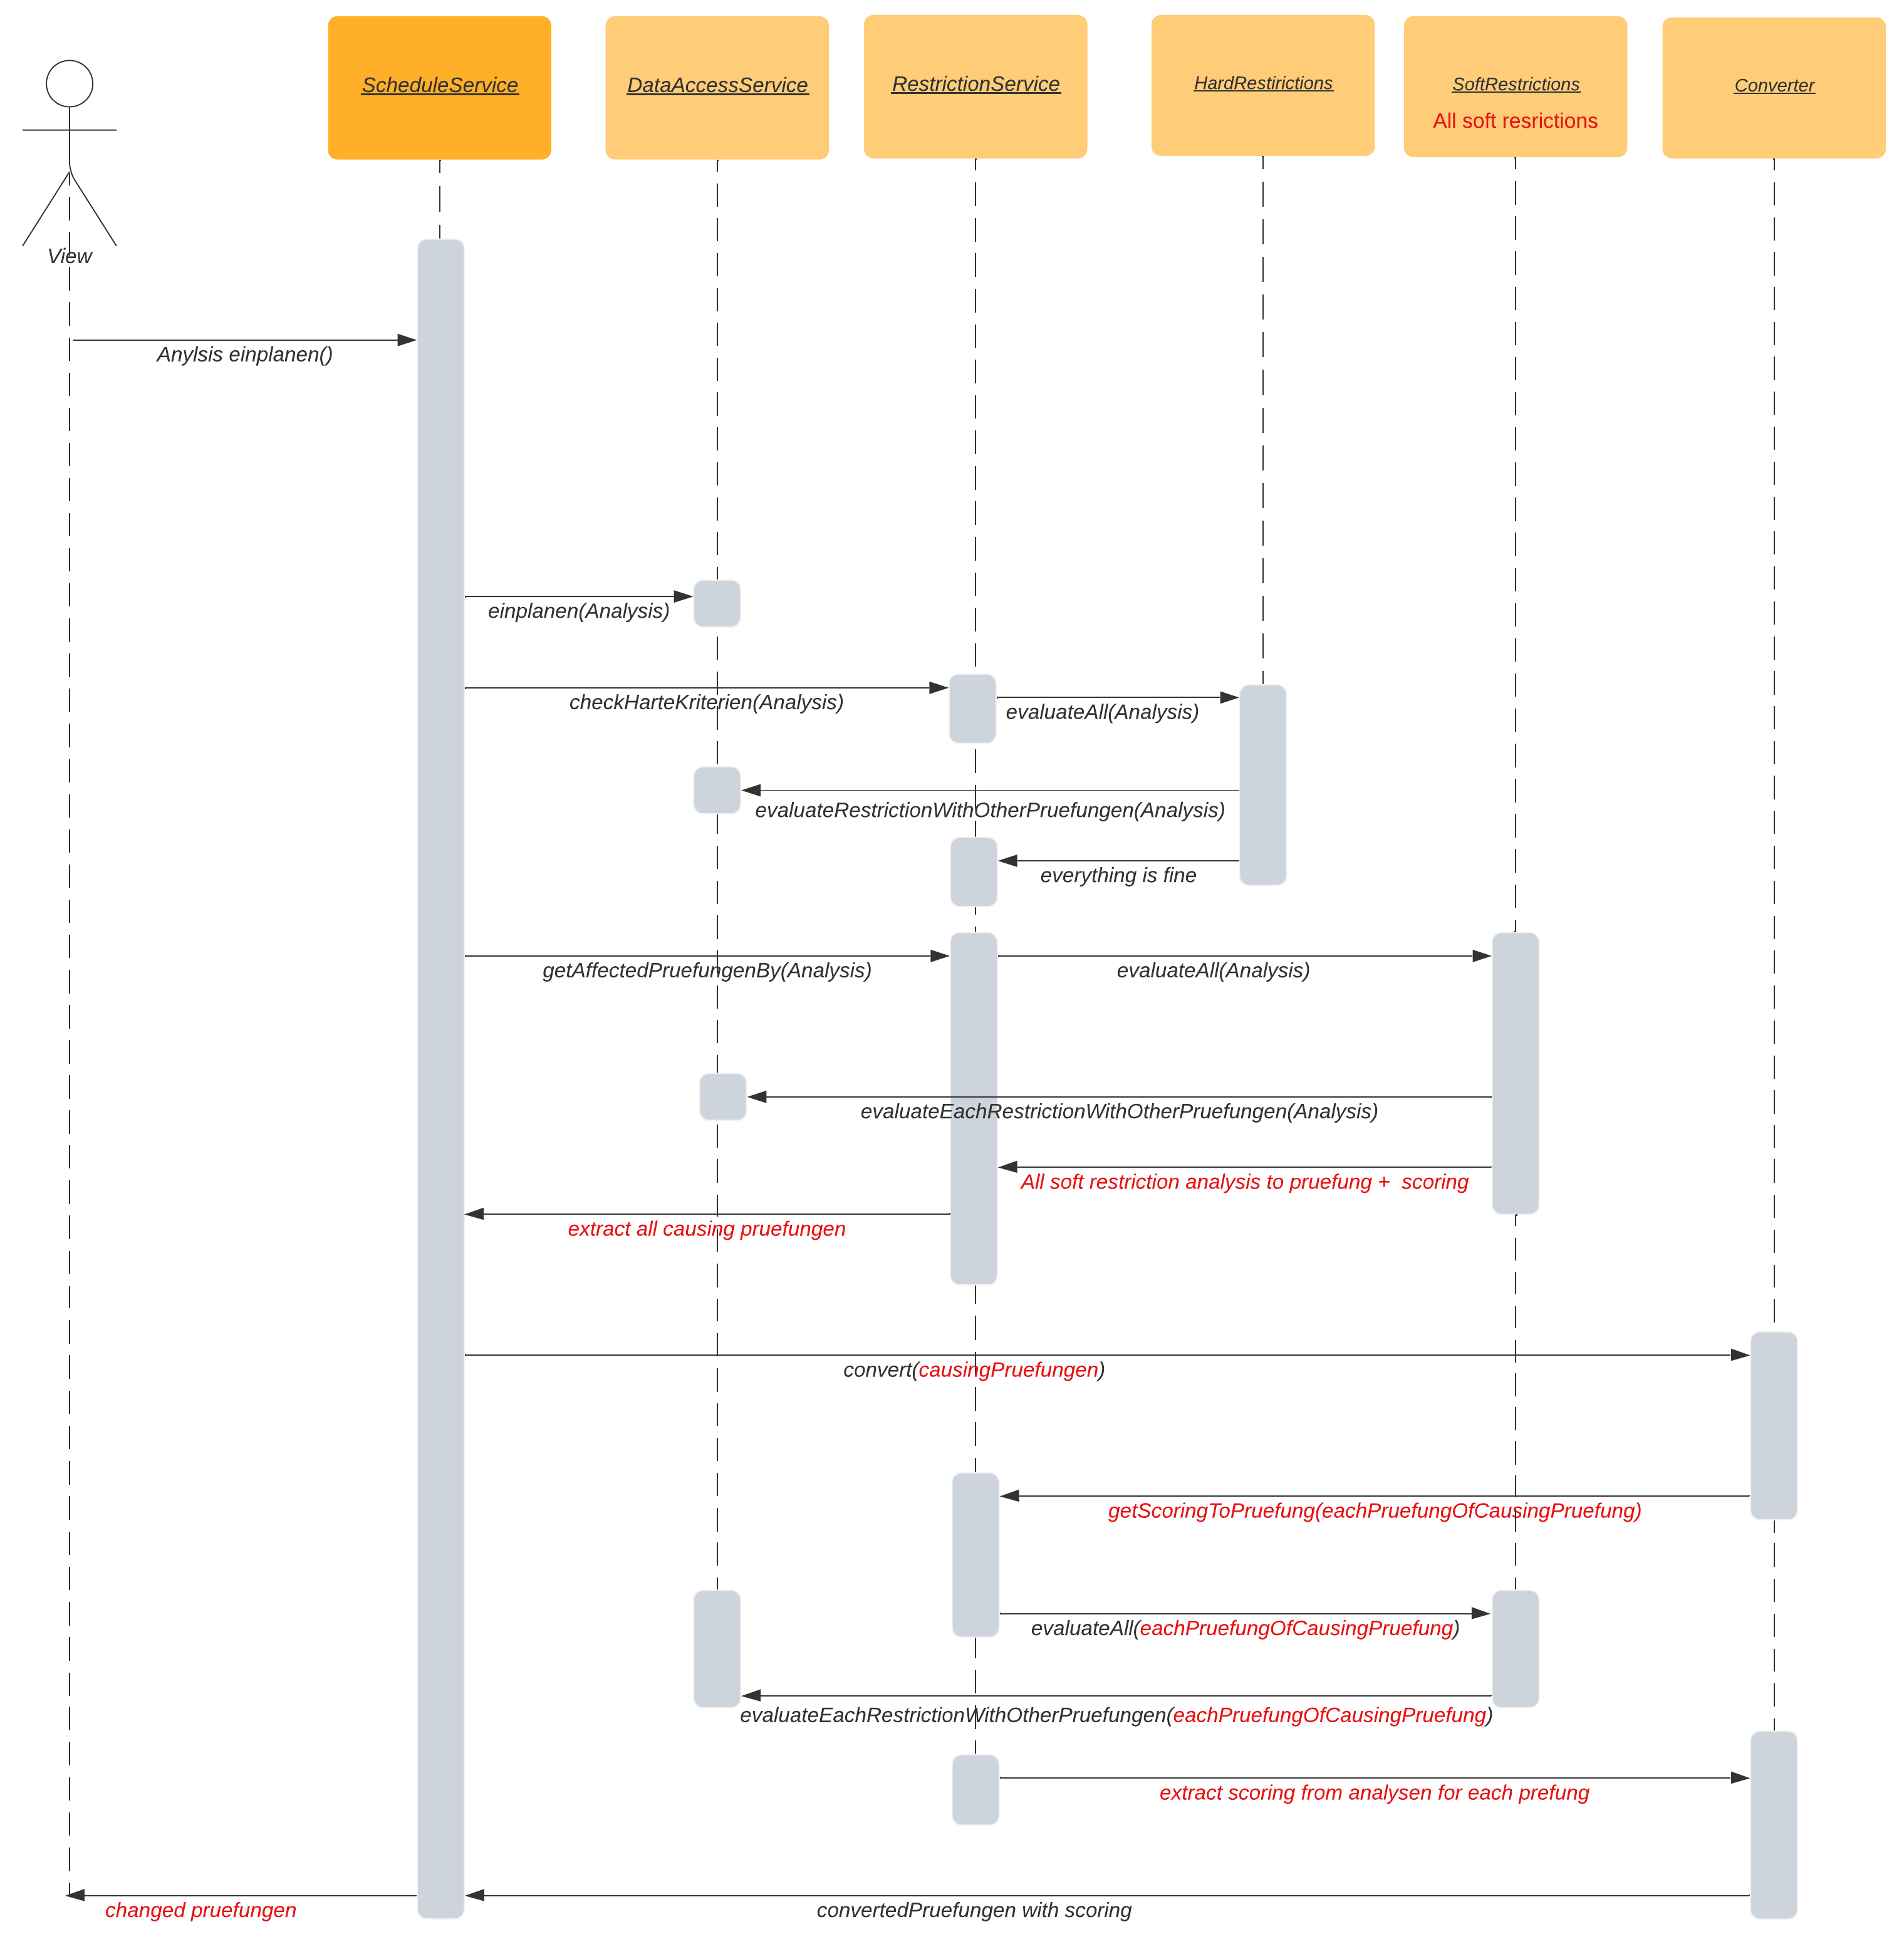 ScheduleService
DataAccessService
RestrictionService
HardRestirictions
SoftRestrictions
All soft resrictions
Converter
View
Anylsis einplanen()
einplanen(Analysis)
checkHarteKriterien(Analysis)
evaluateAll(Analysis)
evaluateRestrictionWithOtherPruefungen(Analysis)
everything is fine
getAffectedPruefungenBy(Analysis)
evaluateAll(Analysis)
evaluateEachRestrictionWithOtherPruefungen(Analysis)
All soft restriction analysis to pruefung + scoring
extract all causing pruefungen
convert(causingPruefungen)
getScoringToPruefung(eachPruefungOfCausingPruefung)
evaluateAll(eachPruefungOfCausingPruefung)
evaluateEachRestrictionWithOtherPruefungen(eachPruefungOfCausingPruefung)
extract scoring from analysen for each prefung
changed pruefungen
convertedPruefungen with scoring